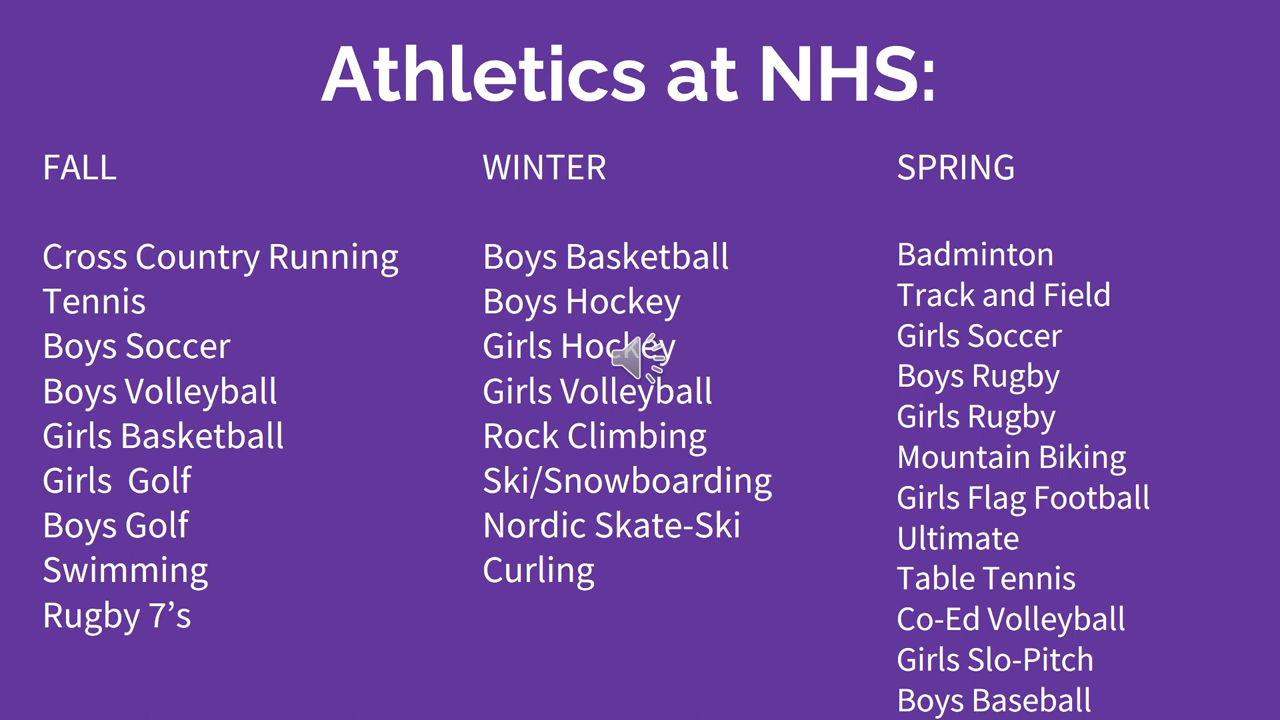 Athletics at NHS:
FALL
Cross Country Running
Tennis
Boys Soccer
Boys Volleyball
Girls Basketball
Girls  Golf
Boys Golf
Swimming
Rugby 7’s
WINTER
Boys Basketball
Boys Hockey
Girls Hockey
Girls Volleyball
Rock Climbing
Ski/Snowboarding
Nordic Skate-Ski
Curling
SPRING
Badminton
Track and Field
Girls Soccer
Boys Rugby
Girls Rugby
Mountain Biking
Girls Flag Football
Ultimate
Table Tennis
Co-Ed Volleyball
Girls Slo-Pitch
Boys Baseball